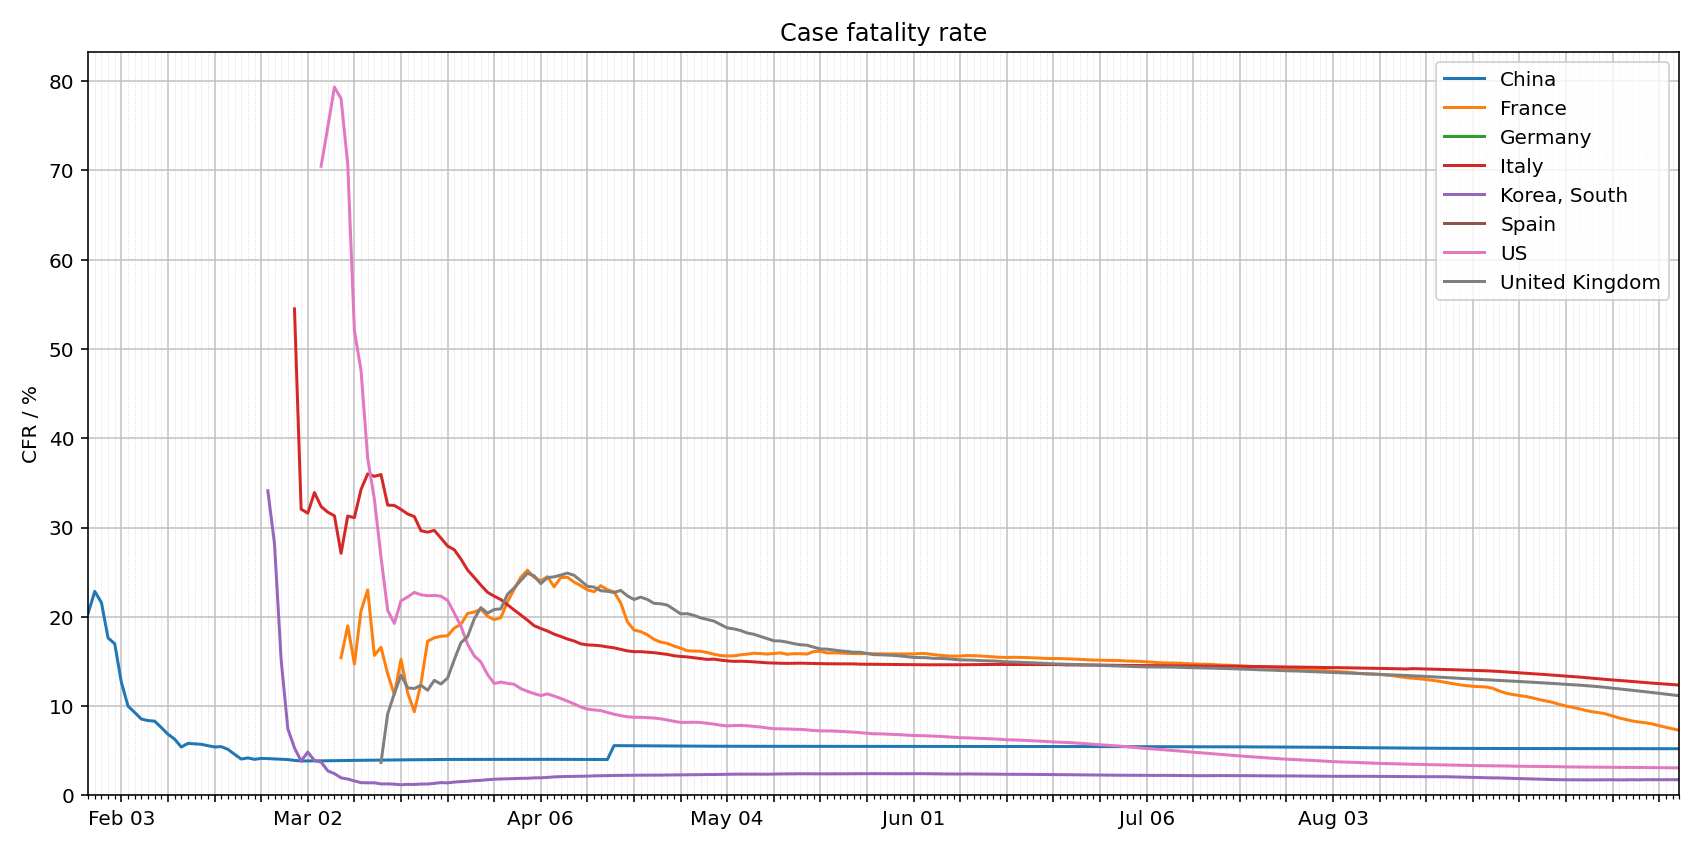 Case fatality rate
CFR / %
80
70
60
50
40
30
20
10
0
Feb 03
Mar 02
Apr 06
May 04
Jun 01
Jul 06
Aug 03
China
France
Germany
Italy
Korea, South
Spain
US
United Kingdom